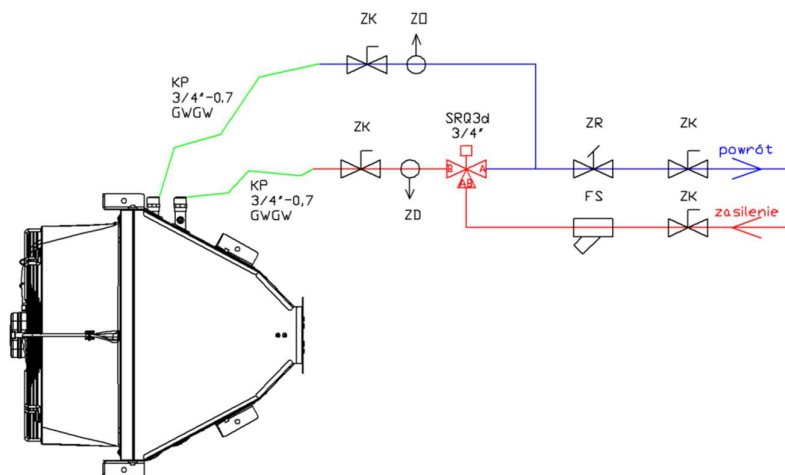 ZK
ZO
KP
3/4"-0.7
GWGW
SRQ3d
3/4"
ZK
B
A
AB
ZR
ZK
powrót
KP
3/4"-0,7
GWGW
ZD
FS
ZK
zasilenie